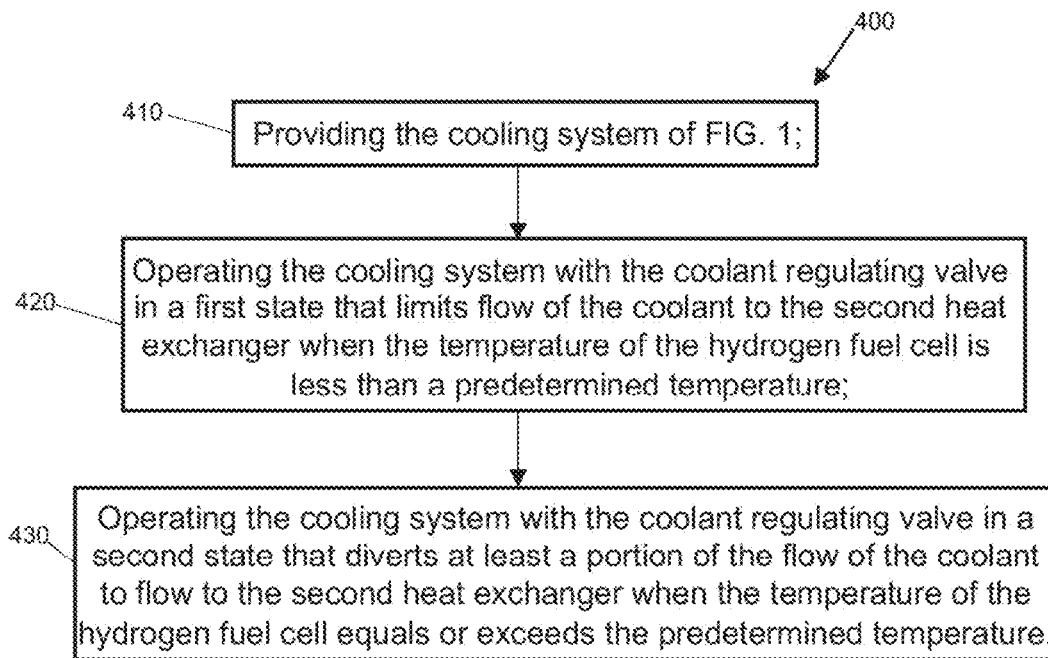 400
410
Providing the cooling system of FIG. 1;
420
Operating the cooling system with the coolant regulating valve
in a first state that limits flow of the coolant to the second heat
exchanger when the temperature of the hydrogen fuel cell is
less than a predetermined temperature;
430
Operating the cooling system with the coolant regulating valve in a
second state that diverts at least a portion of the flow of the coolant
to flow to the second heat exchanger when the temperature of the
hydrogen fuel cell equals or exceeds the predetermined temperature.